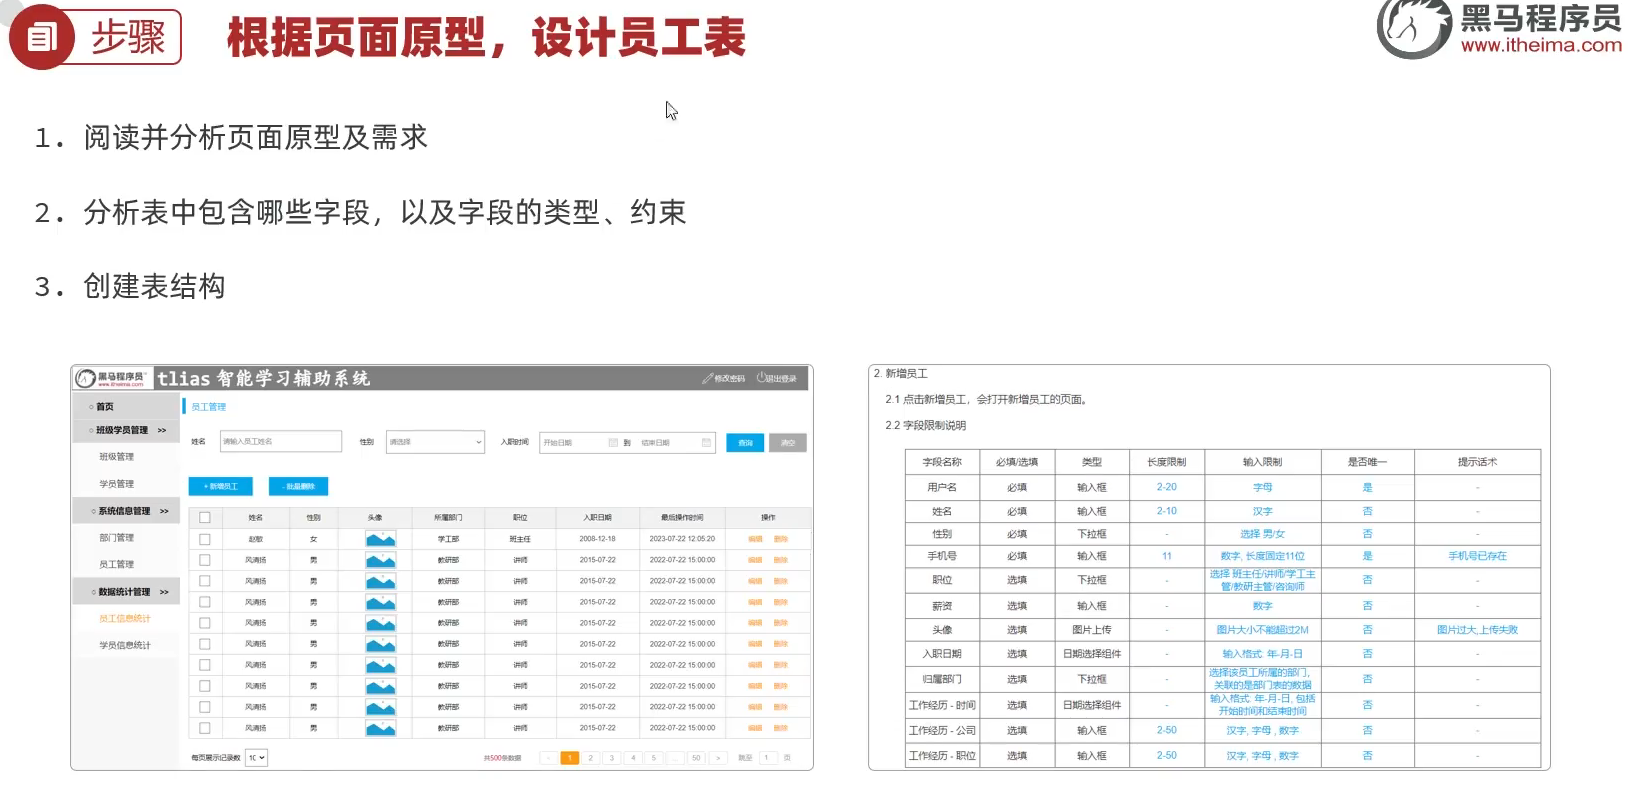 步骤
根据页面原型，设计员工表
黑马程序员
www.itheima.com
1. 阅读并分析页面原型及需求
2. 分析表中包含哪些字段，以及字段的类型、约束
3. 创建表结构
黑马程序员
www.itheima.com
tlias 智能学习辅助系统
修改密码 退出登录
首页
班级学员管理 >>
班级管理
学员管理
系统信息管理 >>
部门管理
员工管理
数据统计管理 >>
员工信息统计
学员信息统计
员工管理
姓名 请输入员工姓名 性别 请选择 入职时间 开始日期 到 结束日期 查询 清空
+ 新增员工 - 批量删除
姓名 性别 头像 所属部门 职位 入职日期 最后操作时间 操作
赵敏 女 学工部 班主任 2008-12-18 2023-07-22 12:05:20 编辑 删除
风清扬 男 教研部 讲师 2015-07-22 2022-07-22 15:00:00 编辑 删除
风清扬 男 教研部 讲师 2015-07-22 2022-07-22 15:00:00 编辑 删除
风清扬 男 教研部 讲师 2015-07-22 2022-07-22 15:00:00 编辑 删除
风清扬 男 教研部 讲师 2015-07-22 2022-07-22 15:00:00 编辑 删除
风清扬 男 教研部 讲师 2015-07-22 2022-07-22 15:00:00 编辑 删除
风清扬 男 教研部 讲师 2015-07-22 2022-07-22 15:00:00 编辑 删除
风清扬 男 教研部 讲师 2015-07-22 2022-07-22 15:00:00 编辑 删除
风清扬 男 教研部 讲师 2015-07-22 2022-07-22 15:00:00 编辑 删除
风清扬 男 教研部 讲师 2015-07-22 2022-07-22 15:00:00 编辑 删除
每页展示记录数 10 共500条数据 < 1 2 3 4 5 ... 50 > 跳至 1 页
2. 新增员工
2.1 点击新增员工，会打开新增员工的页面。
2.2 字段限制说明
字段名称 必填/选填 类型 长度限制 输入限制 是否唯一 提示话术
用户名 必填 输入框 2-20 字母 是 -
姓名 必填 输入框 2-10 汉字 否 -
性别 必填 下拉框 - 选择 男/女 否 -
手机号 必填 输入框 11 数字, 长度固定11位 是 手机号已存在
职位 选填 下拉框 - 选择 班主任/讲师/学工主管/教研主管/咨询师 否 -
薪资 选填 输入框 - 数字 否 -
头像 选填 图片上传 - 图片大小不能超过2M 否 图片过大,上传失败
入职日期 选填 日期选择组件 - 输入格式 年-月-日 否 -
归属部门 选填 下拉框 - 选择该员工所属的部门, 关联的是部门表的数据 否 -
工作经历 - 时间 选填 日期选择组件 - 输入格式 年-月-日, 包括开始时间和结束时间 否 -
工作经历 - 公司 选填 输入框 2-50 汉字, 字母 , 数字 否 -
工作经历 - 职位 选填 输入框 2-50 汉字, 字母 , 数字 否 -